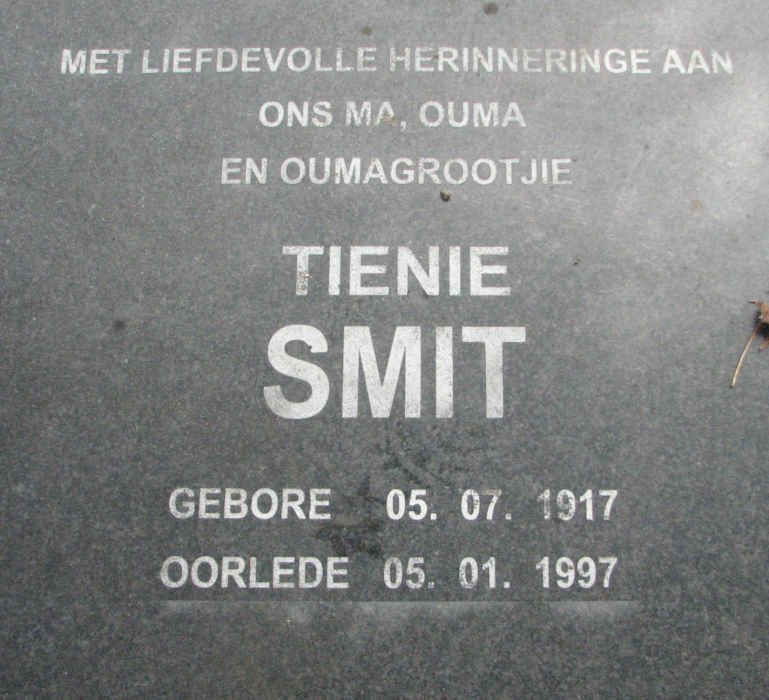 MET LIEFDEVOLLE HERINNERINGE AAN
ONS MA, OUMA
EN OUMAGROOTJIE
TIENIE
SMIT
GEBORE 05. 07. 1917
OORLEDE 05. 01. 1997